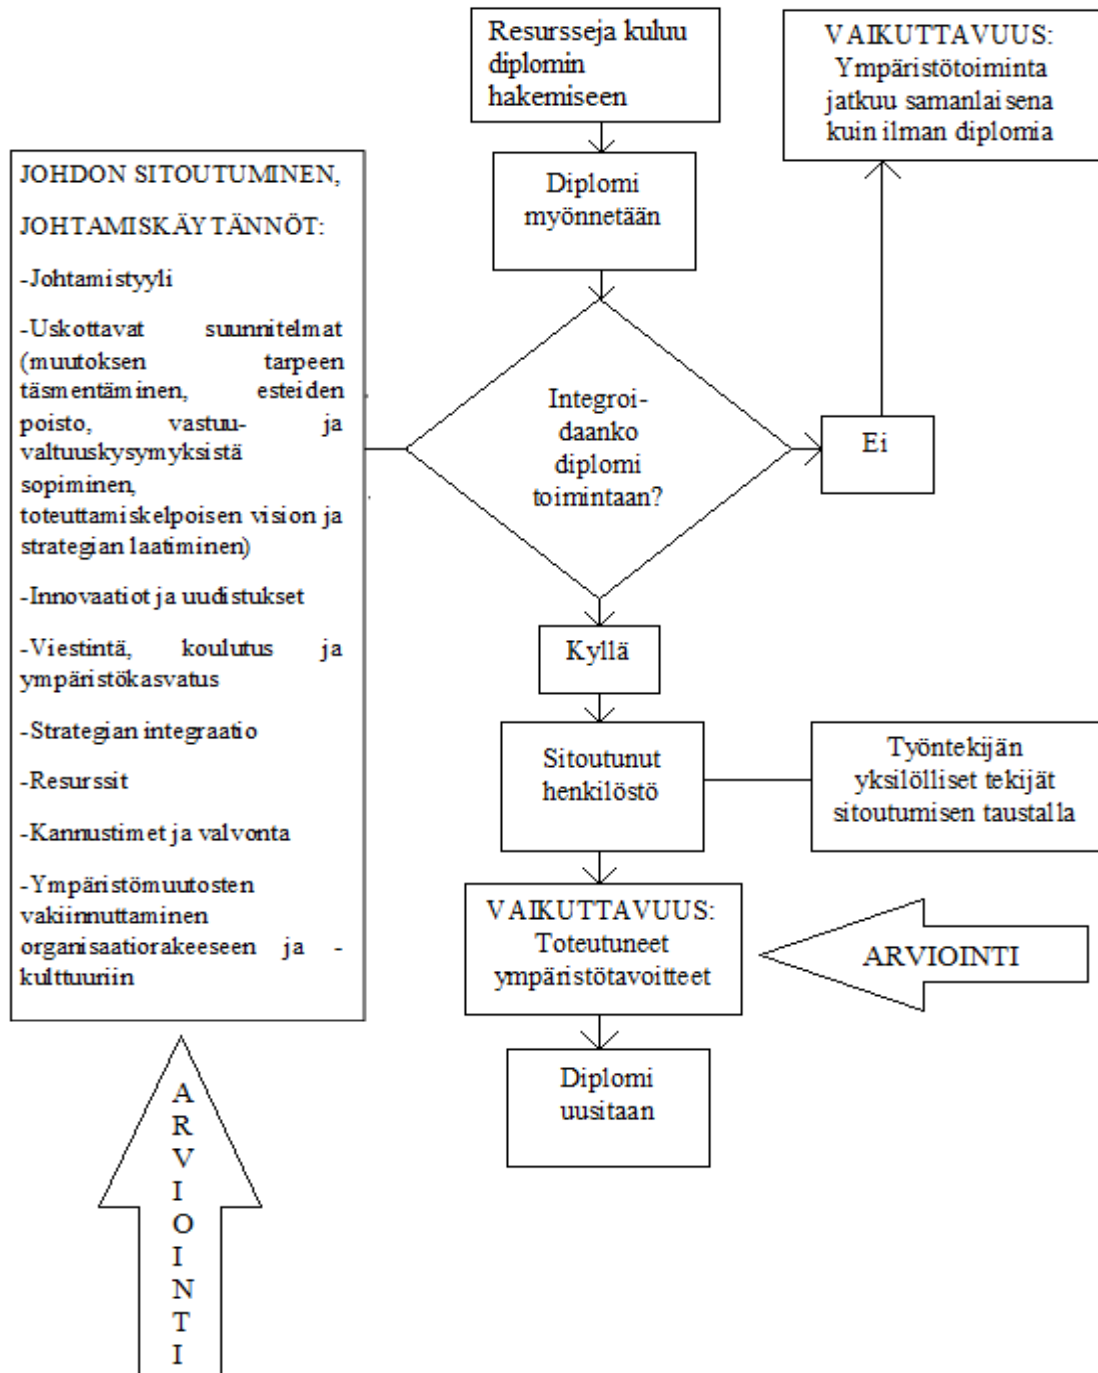 Resursseja kuluu
diplomin
hakemiseen
VAIKUTTAVUUS:
Ympäristötoiminta
jatkuu samanlaisena
kuin ilman diplomia
Diplomi
myönnetään
JOHDON SITOUTUMINEN,
JOHTAMISKÄYTÄNNÖT:
-Johtamistyyli
-Uskottavat suunnitelmat
(muutoksen tarpeen
täsmentäminen, esteiden
poisto, vastuu- ja
valtuuskysymyksistä
sopiminen,
toteuttamiskelpoisen vision ja
strategian laatiminen)
-Innovaatiot ja uudistukset
-Viestintä, koulutus ja
ympäristökasvatus
-Strategian integraatio
-Resurssit
-Kannustimet ja valvonta
-Ympäristömuutosten
vakiinnuttaminen
organisaatiorakeeseen ja -
kulttuuriin
Integroi-
daanko
diplomi
toimintaan?
Ei
Kyllä
Sitoutunut
henkilöstö
Työntekijän
yksilölliset tekijät
sitoutumisen taustalla
VAIKUTTAVUUS:
Toteutuneet
ympäristötavoitteet
ARVIOINTI
Diplomi
uusitaan
A
R
V
I
O
I
N
T
I